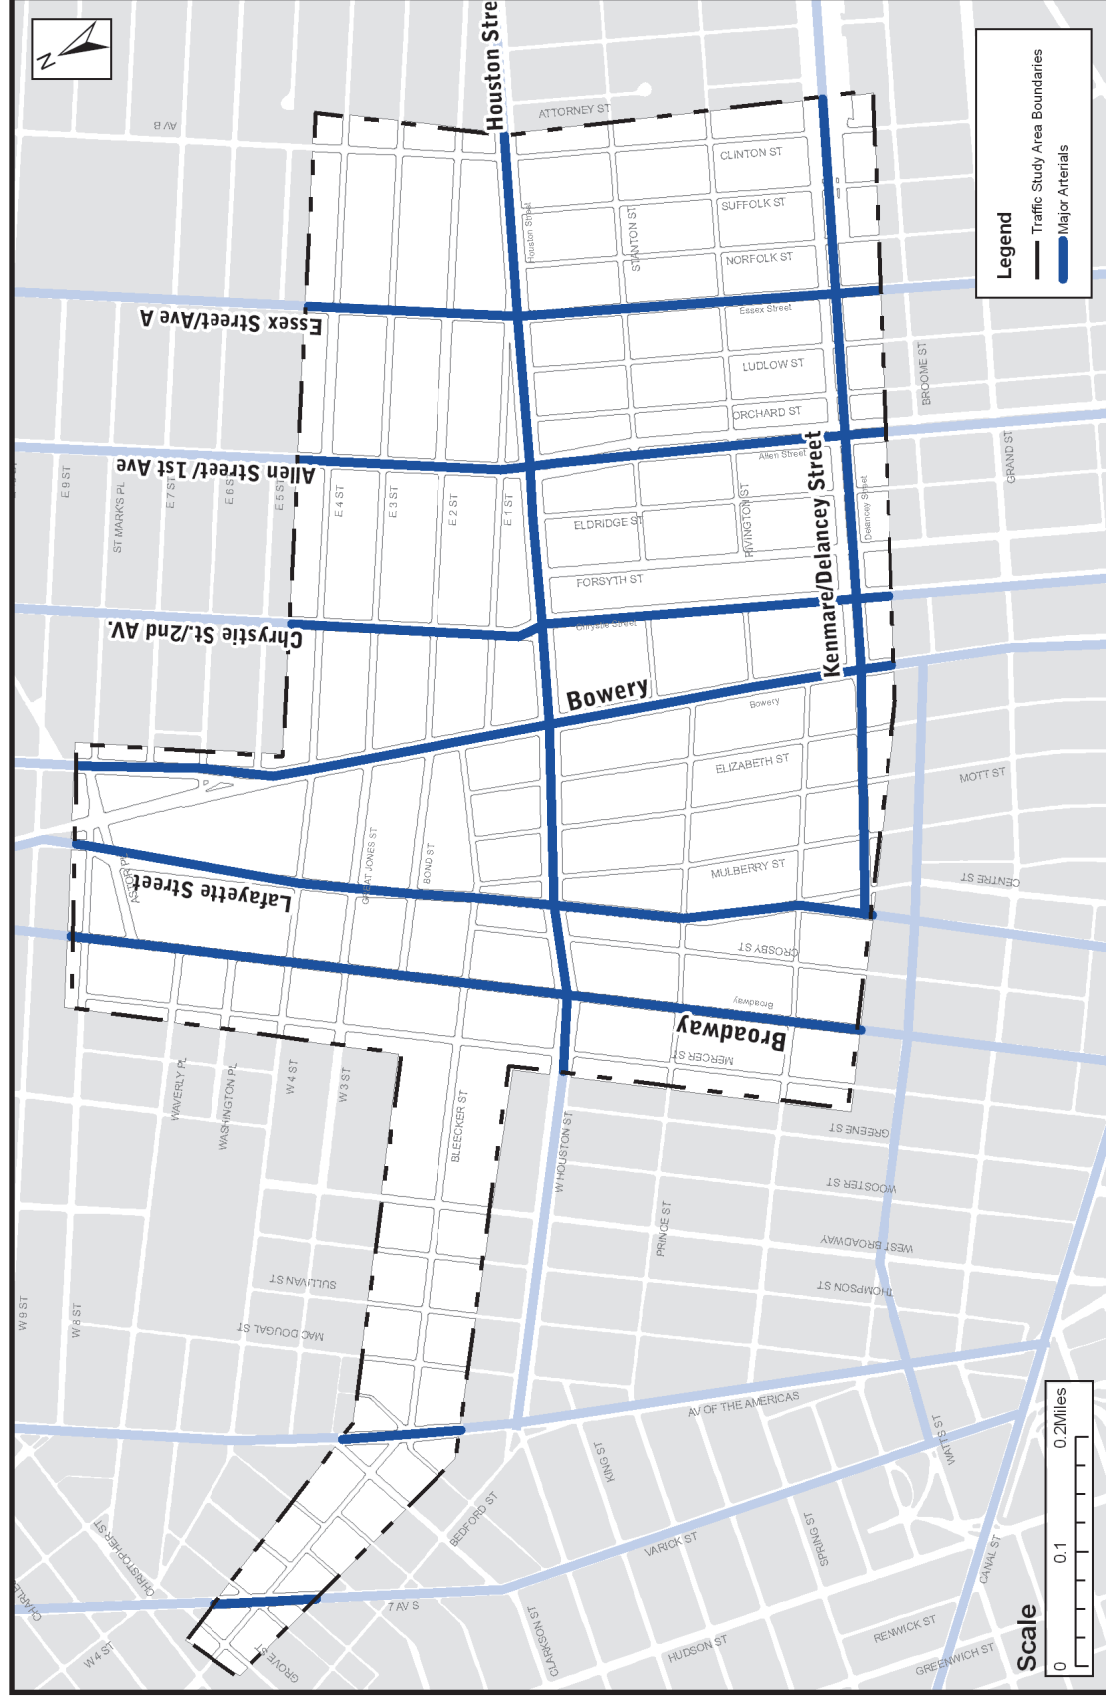 N
Houston Stre
ATTORNEY ST
AV B
CLINTON ST
SUFFOLK ST
NORFOLK ST
STANTON ST
Houston Street
Essex Street/Ave A
Essex Street
LUDLOW ST
ORCHARD ST
BROOME ST
GRAND ST
Allen Street/ 1st Ave
Allen Street
E 9 ST
ST MARK'S PL
E 7 ST
E 6 S
E 5 ST
E 4 ST
E 3 ST
E 2 ST
E 1 ST
ELDRIDGE ST
RIVINGTON ST
FORSYTH ST
Delancey Street
Kenmare/Delancey Street
Chrystie St./2nd AV.
Chrystie Street
Bowery
Bowery
ELIZABETH ST
MOTT ST
MULBERRY ST
CENTRE ST
GREAT JONES ST
BOND ST
ASTOR P
Lafayette Street
CROSBY ST
Broadway
Broadway
MERCER ST
WAVERLY PL
WASHINGTON PL
W 4 ST
W 3 ST
BLEECKER ST
W HOUSTON ST
GREENE ST
WOOSTER ST
PRINCE ST
WEST BROADWAY
THOMPSON ST
SULLIVAN ST
MAC DOUGAL ST
W 9 ST
W 8 ST
AV OF THE AMERICAS
WATTS ST
KING ST
BEDFORD ST
VARICK ST
SPRING ST
CANAL ST
CHRISTOPHER ST
CHARLE
7 AV S
W 4 ST
GROVE ST
CLARKSON ST
HUDSON ST
RENWICK ST
GREENWICH ST
Legend
Traffic Study Area Boundaries
Major Arterials
Scale
0
0.1
0.2Miles